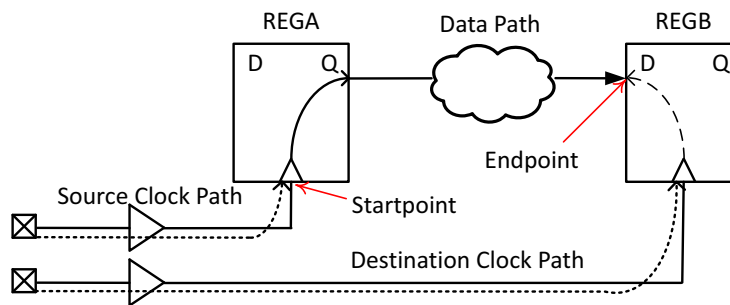 REGA
Data Path
REGB
D
Q
D
Q
Endpoint
Source Clock Path
Startpoint
Destination Clock Path